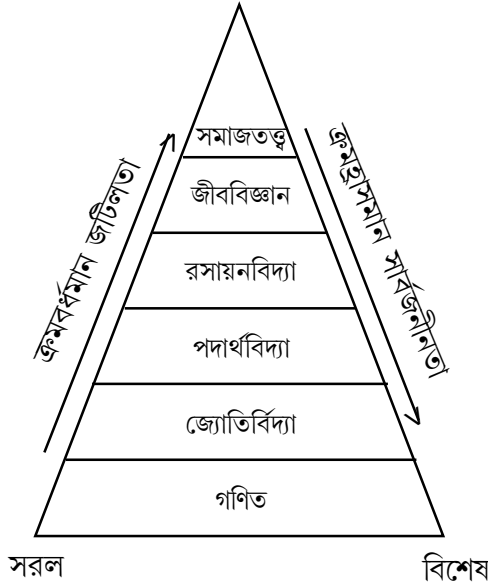 সমাজতত্ত্ব
জীববিজ্ঞান
রসায়নবিদ্যা
পদার্থবিদ্যা
জ্যোতির্বিদ্যা
গণিত
ক্রমবর্ধমান জটিলতা
ক্রমহ্রাসমান সার্বজনীনতা
সরল
বিশেষ